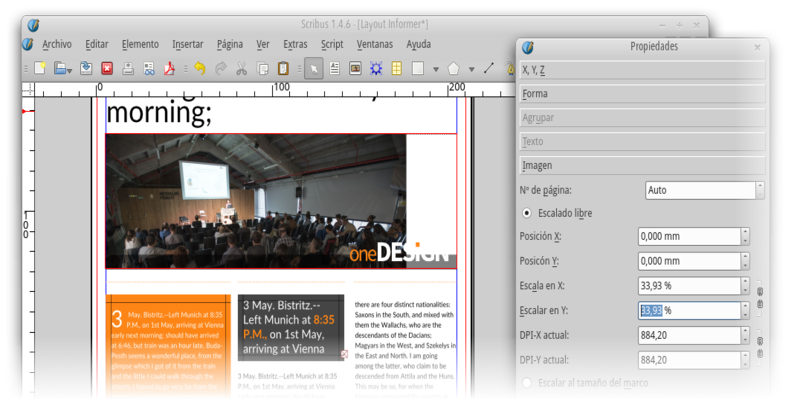 Scribus 1.4.6 - [Layout Informer*]
Archivo Editar Elemento Insertar Página Ver Extras Script Ventanas Ayuda
0 100 200
100
morning;
oneDESIGN
3 May. Bistritz.--Left Munich at 8:35
P.M., on 1st May, arriving at Vienna
early next morning; should have arrived
at 6:46, but train was an hour late. Buda-
Pesth seems a wonderful place, from the
glimpse which I got of it from the train
and the little I could walk through the
3 May. Bistritz.--
Left Munich at 8:35
P.M., on 1st May,
arriving at Vienna
3 May. Bistritz.--Left Munich at 8:35
P.M., on 1st May, arriving at Vienna
there are four distinct nationalities:
Saxons in the South, and mixed with
them the Wallachs, who are the
descendants of the Dacians;
Magyars in the West, and Szekelys in
the East and North. I am going
among the latter, who claim to be
descended from Attila and the Huns.
This may be so, for when the
Propiedades
X, Y, Z
Forma
Agrupar
Texto
Imagen
Nº de página: Auto
Escalado libre
Posición X: 0,000 mm
Posicón Y: 0,000 mm
Escala en X: 33,93 %
Escalar en Y: 33,93 %
DPI-X actual: 884,20
DPI-Y actual: 884,20
Escalar al tamaño del marco